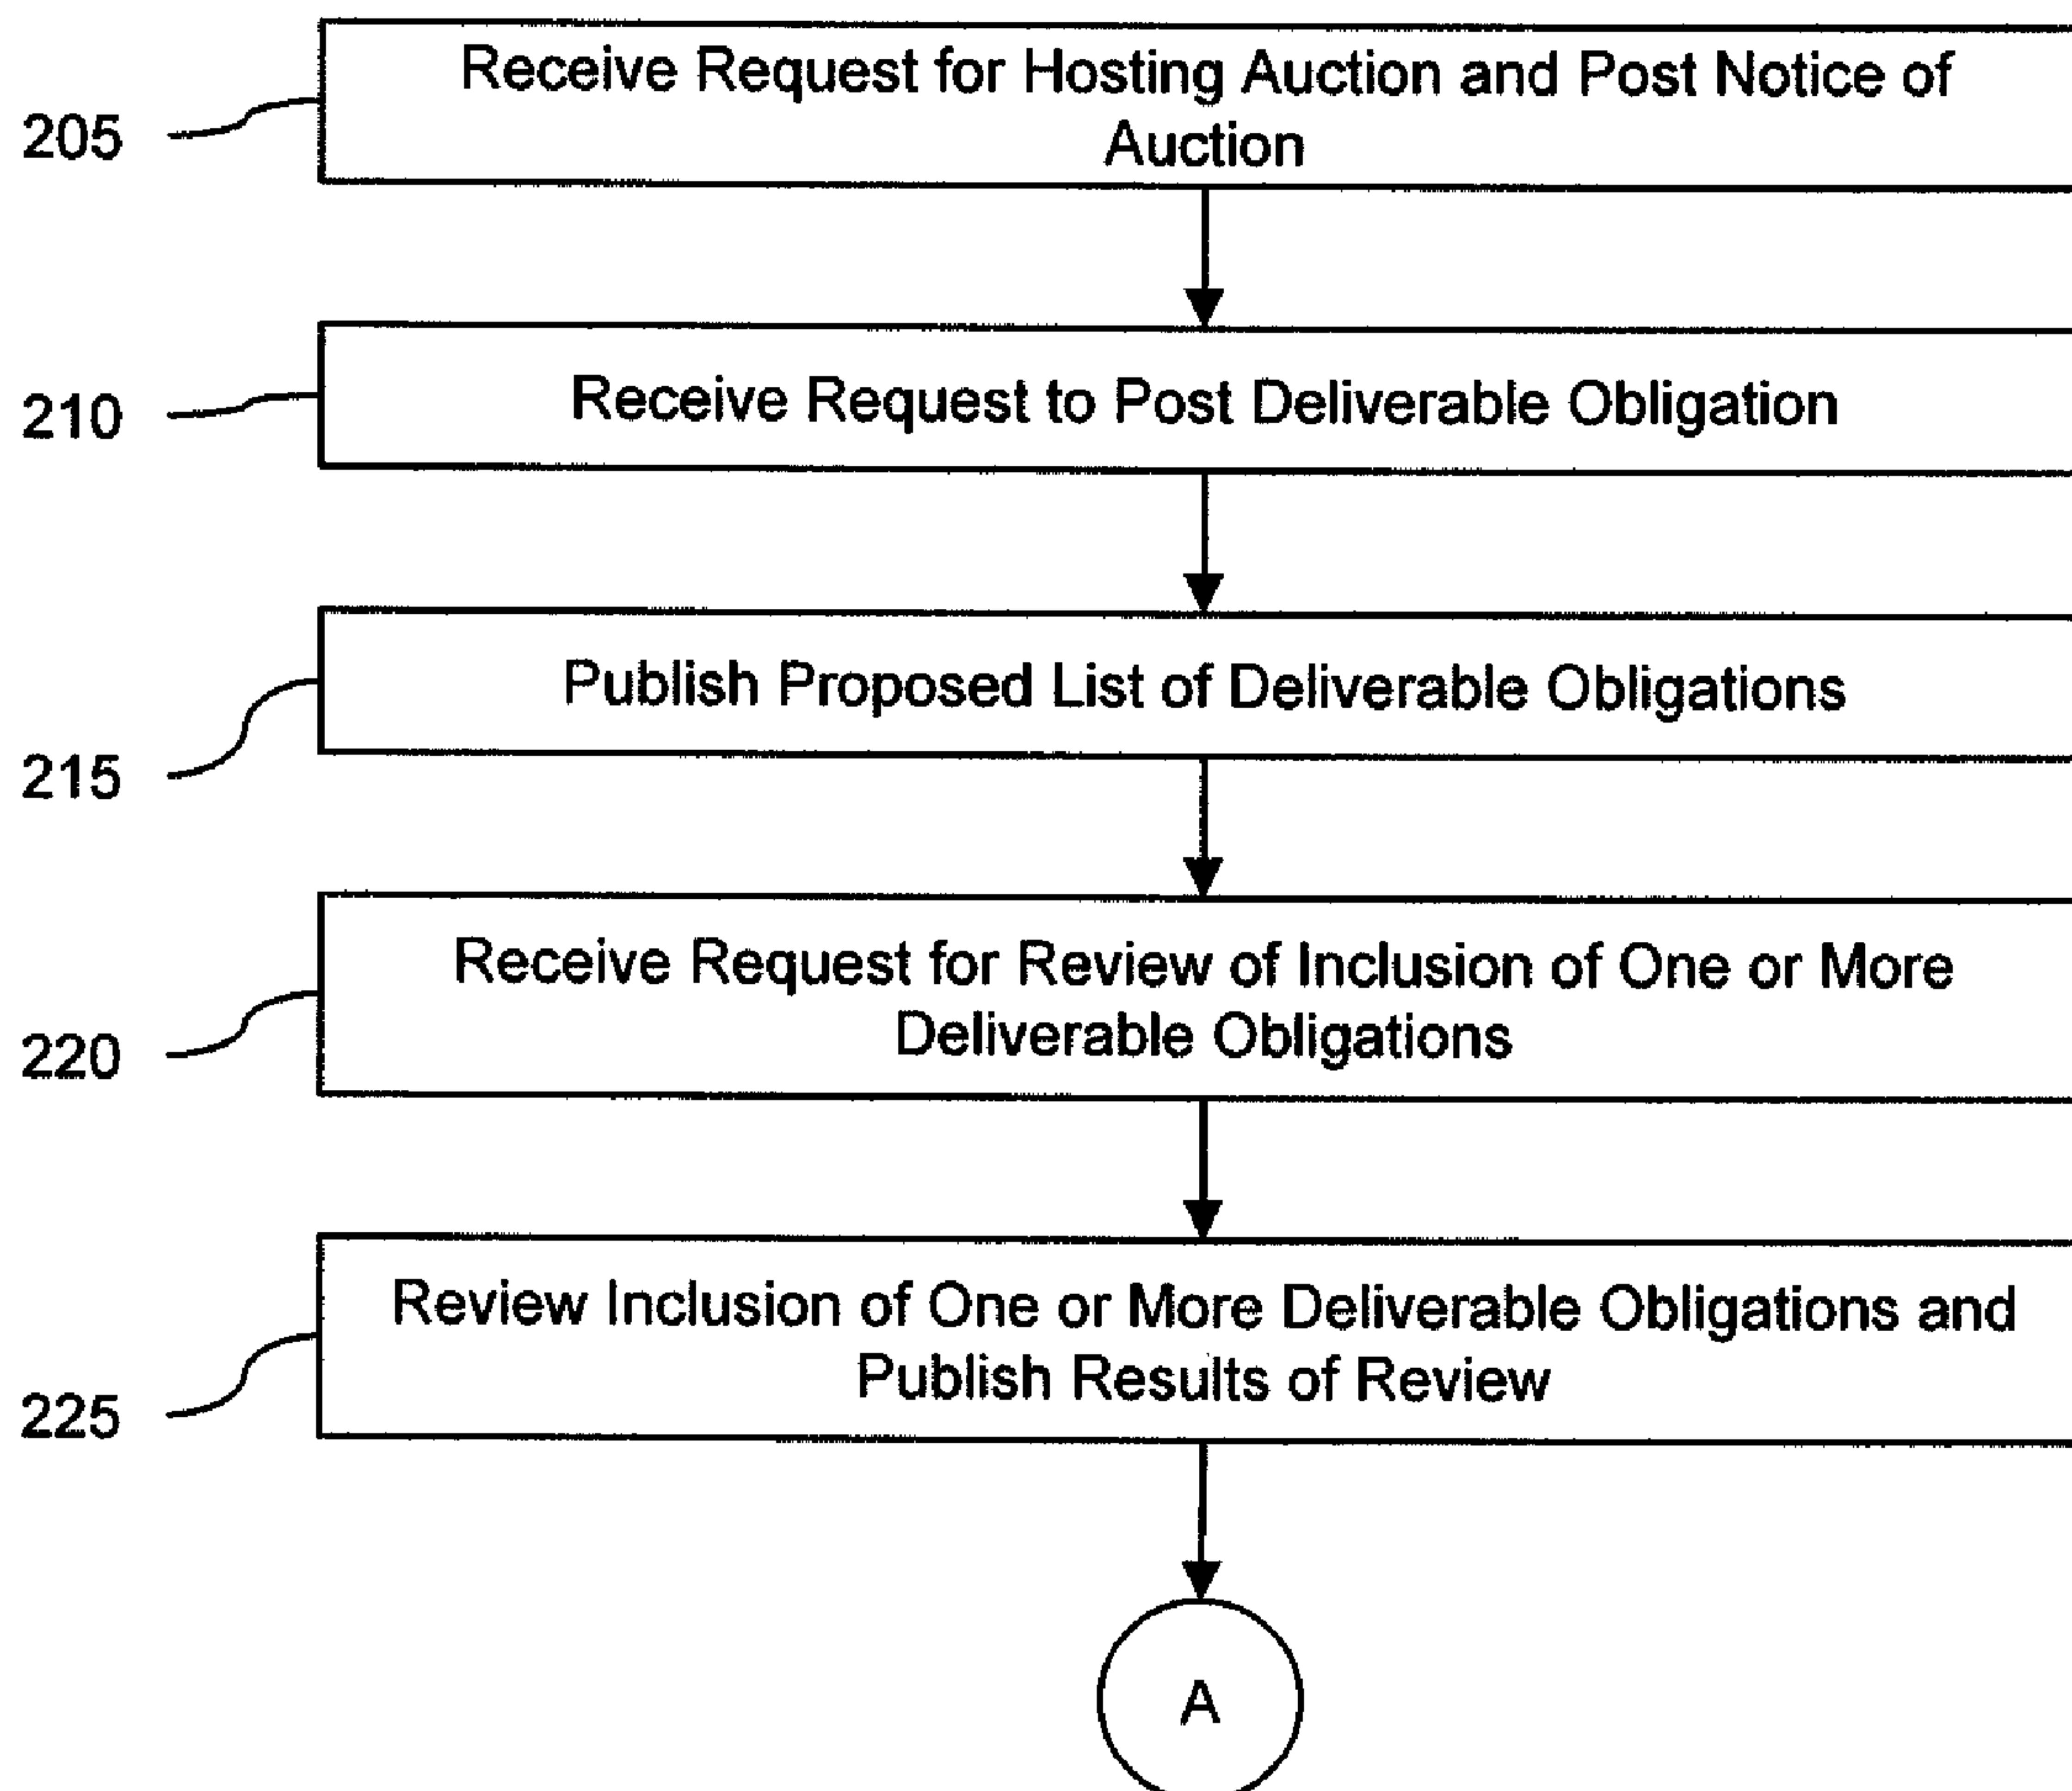 Receive Request for Hosting Auction and Post Notice of
Auction
205
Receive Request to Post Deliverable Obligation
210
Publish Proposed List of Deliverable Obligations
215
Receive Request for Review of Inclusion of One or More
Deliverable Obligations
220
Review Inclusion of One or More Deliverable Obligations and
Publish Results of Review
225
A